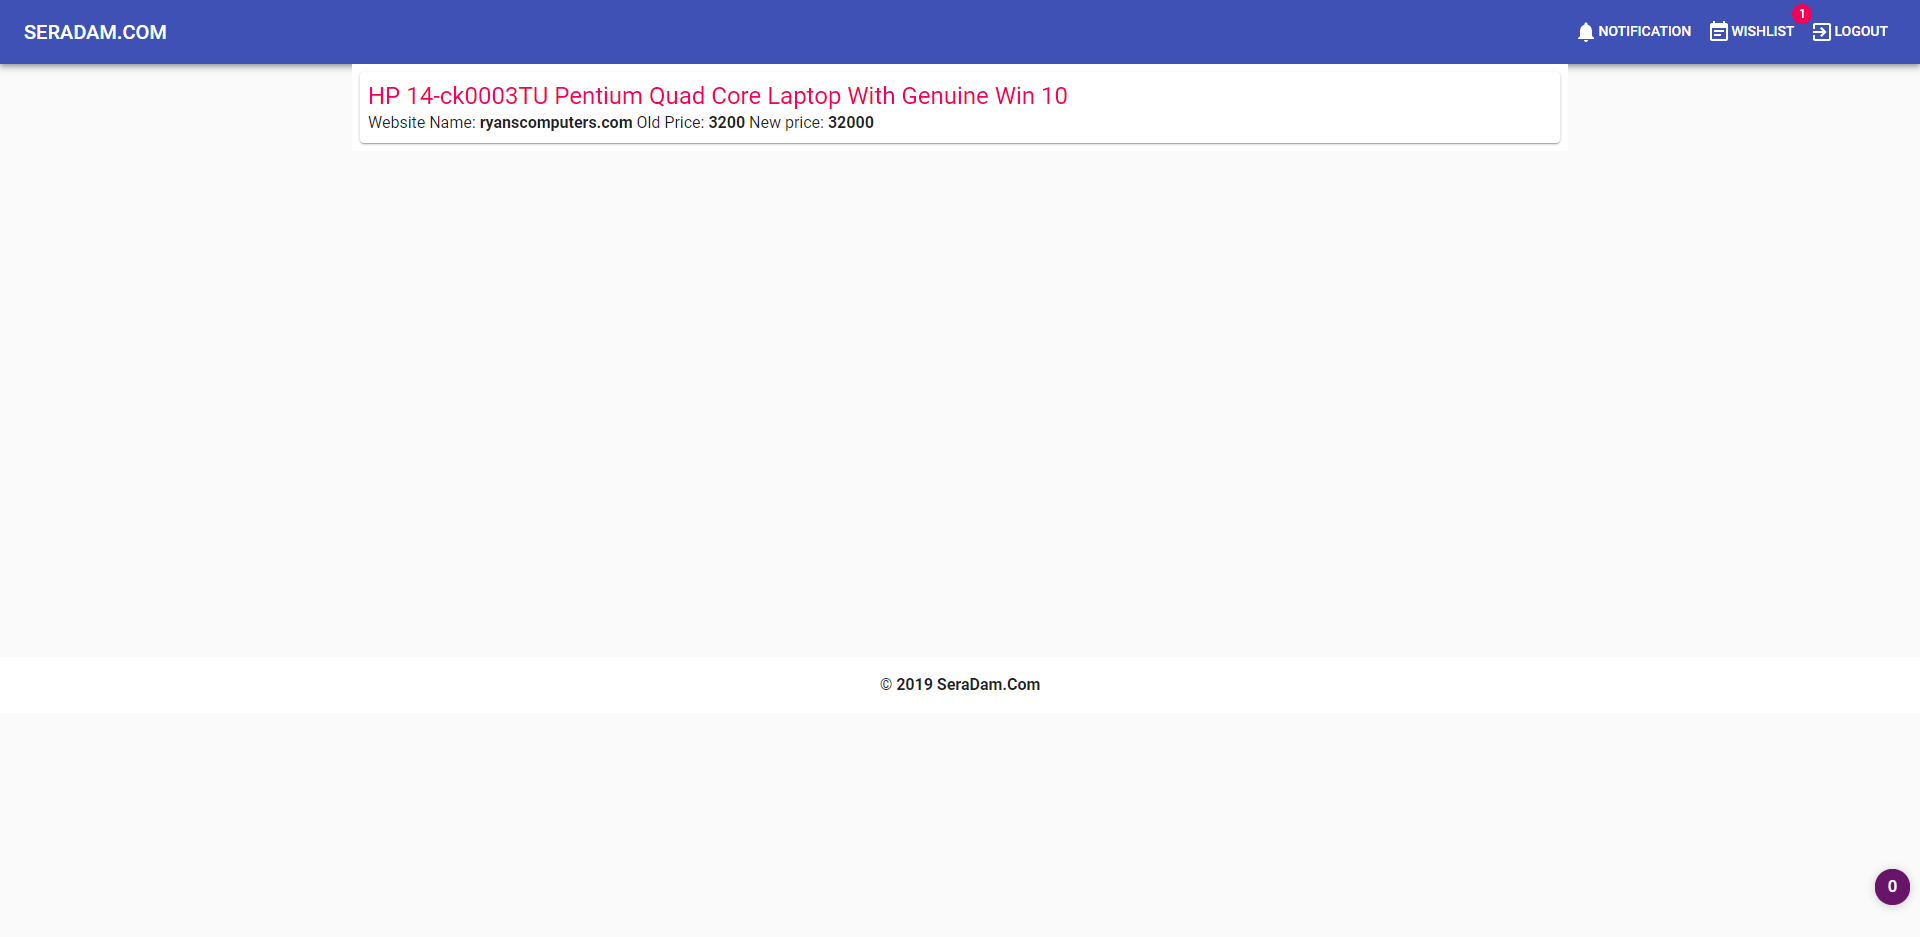 SERADAM.COM
NOTIFICATION
WISHLIST
1
LOGOUT
HP 14-ck0003TU Pentium Quad Core Laptop With Genuine Win 10
Website Name: ryanscomputers.com Old Price: 3200 New price: 32000
© 2019 SeraDam.Com
0